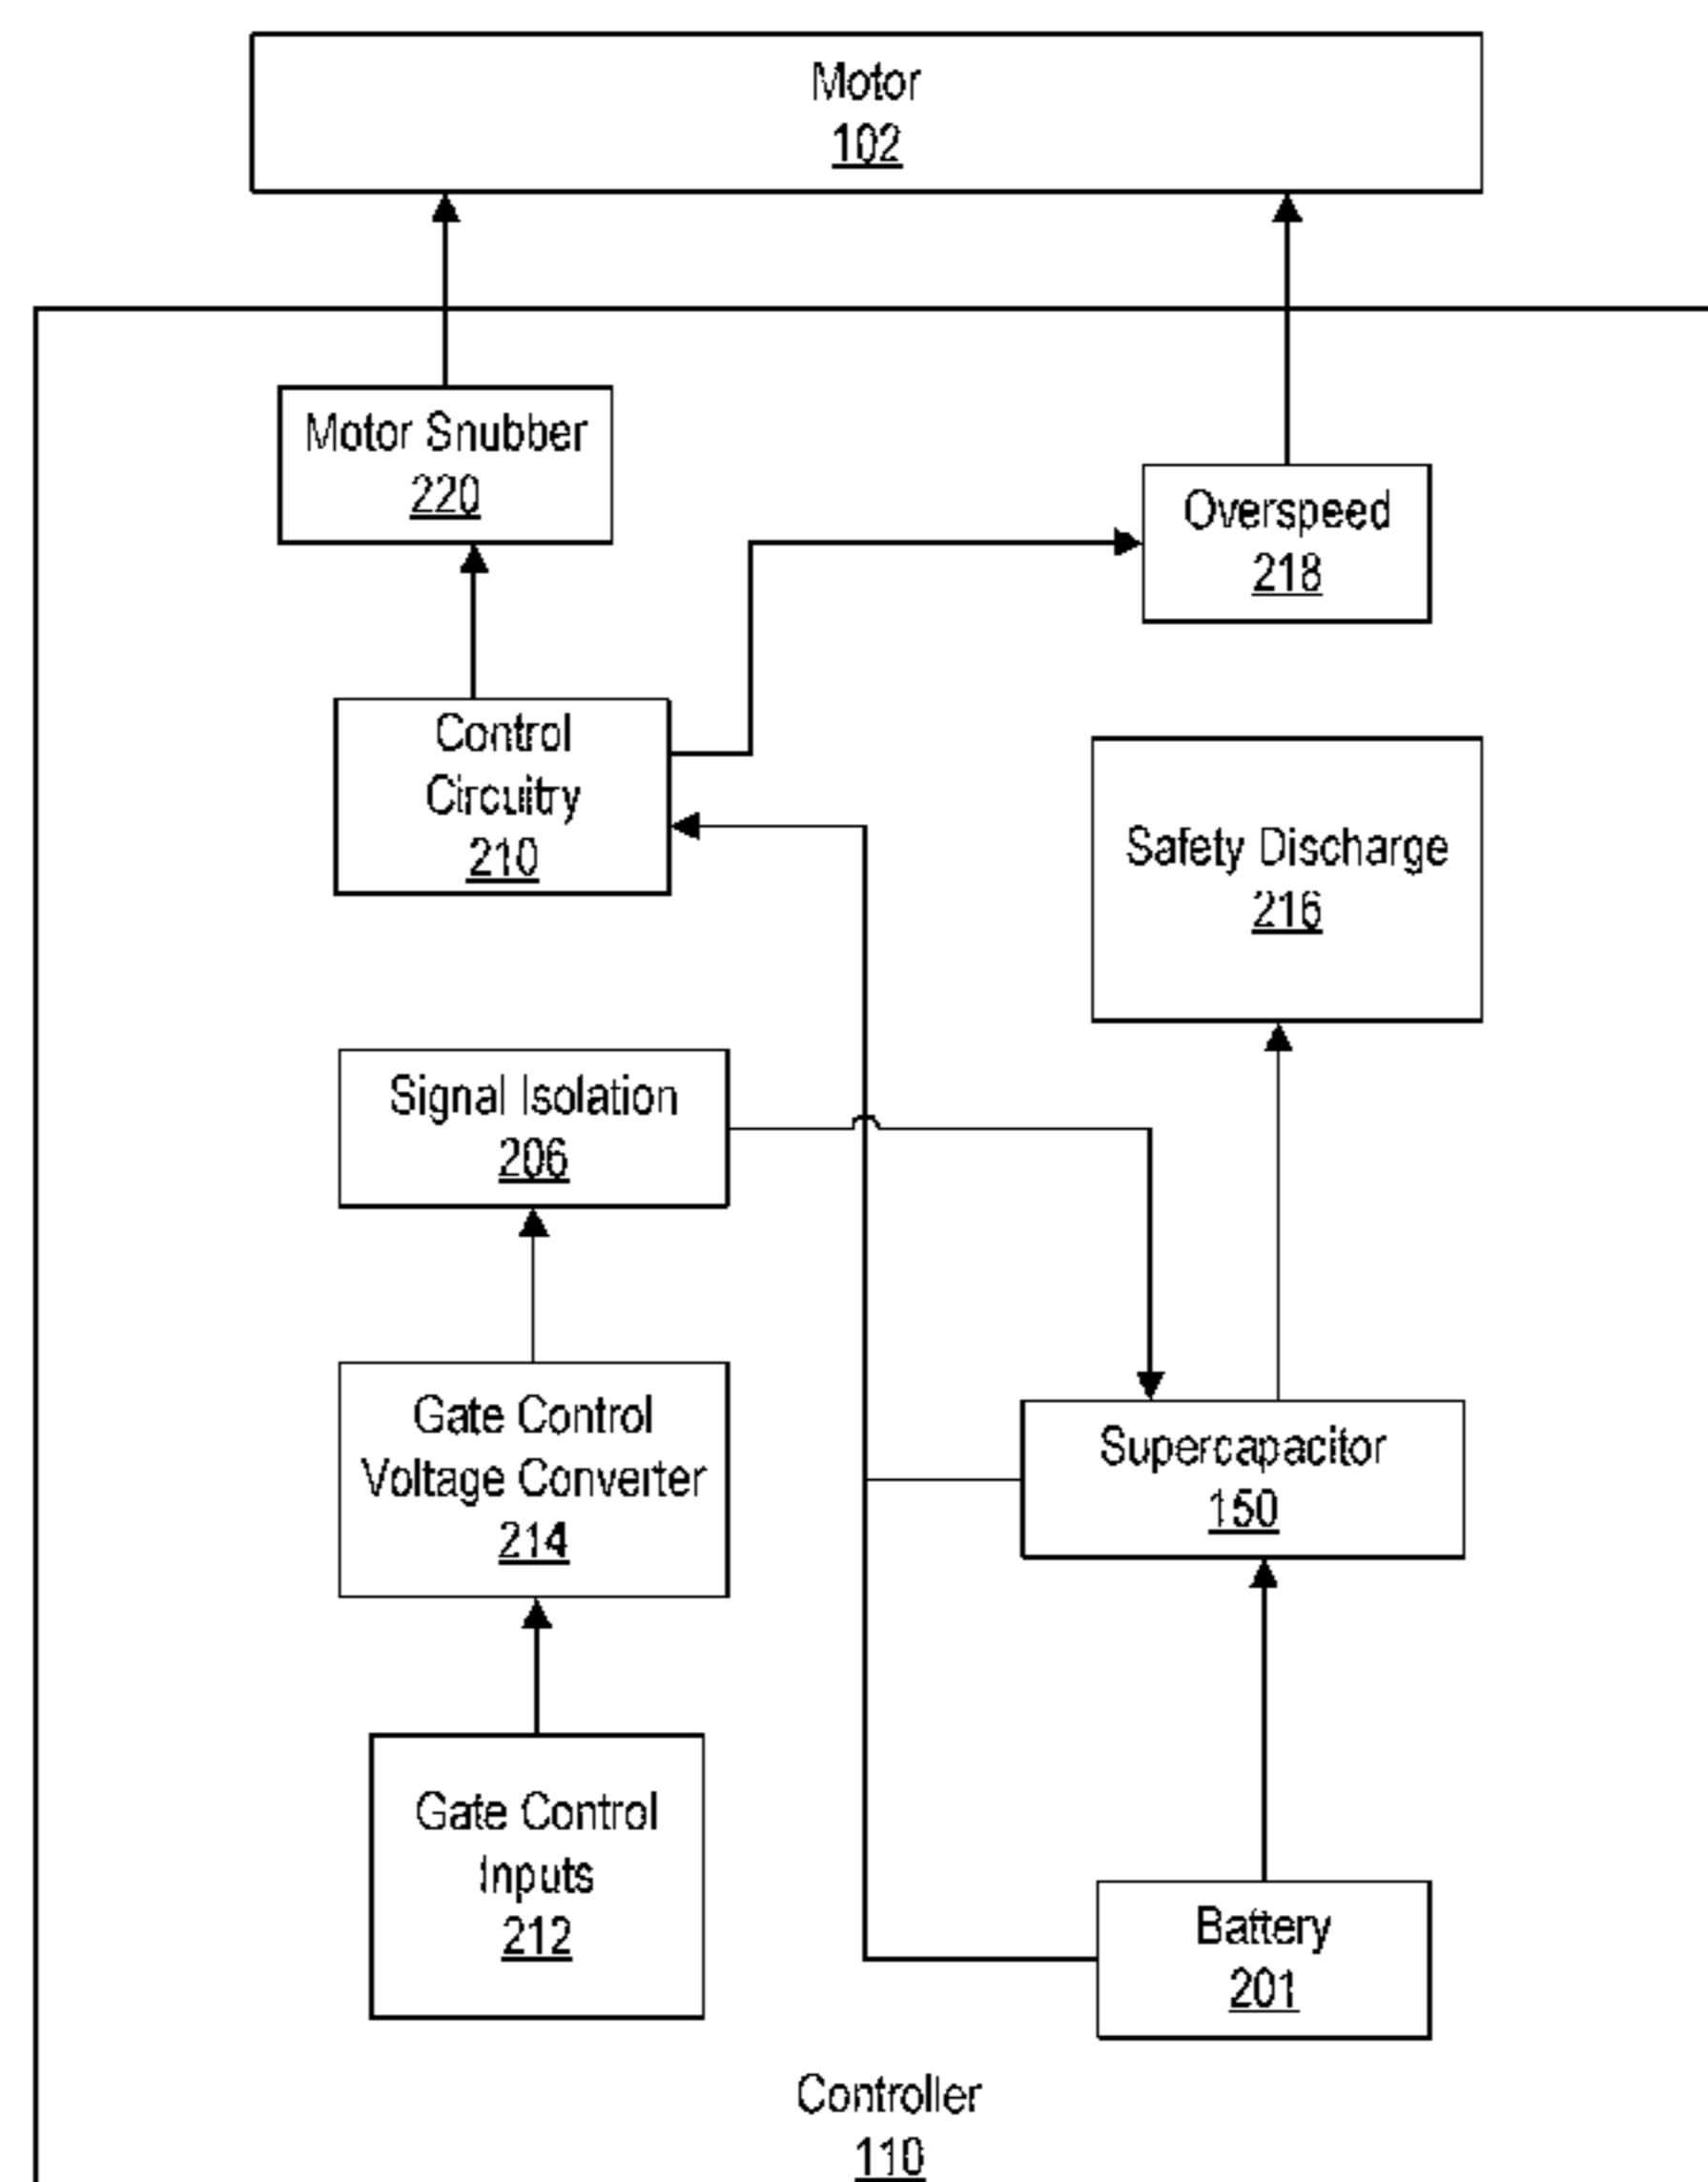 Motor
102
Motor Snubber
220
Overspeed
218
Control
Circuitry
210
Safety Discharge
216
Signal Isolation
206
Gate Control
Voltage Converter
214
Supercapacitor
150
Gate Control
Inputs
212
Battery
201
Controller
110